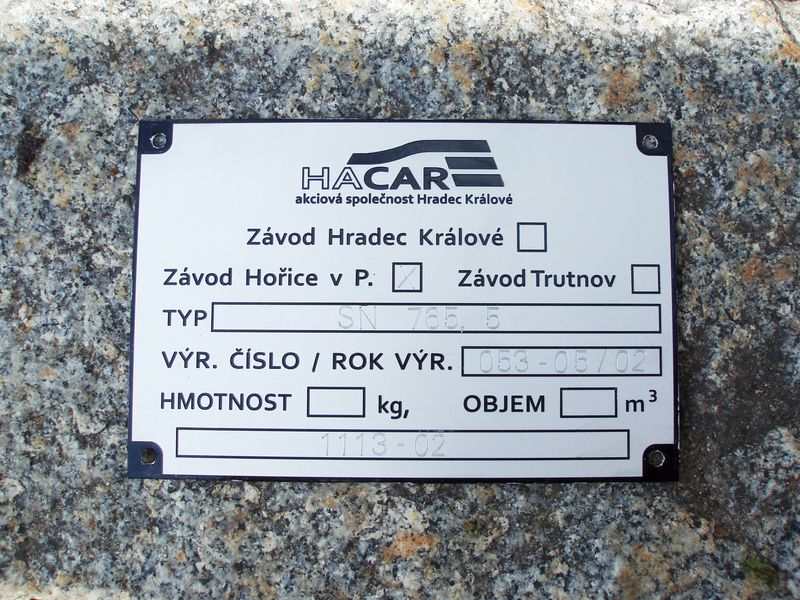 HACAR
akciová společnost Hradec Králové
Závod Hradec Králové
Závod Hořice v P. X Závod Trutnov
TYP SN 765, 5
VÝR. ČÍSLO / ROK VÝR. 053-05/02
HMOTNOST kg, OBJEM m³
1113-02